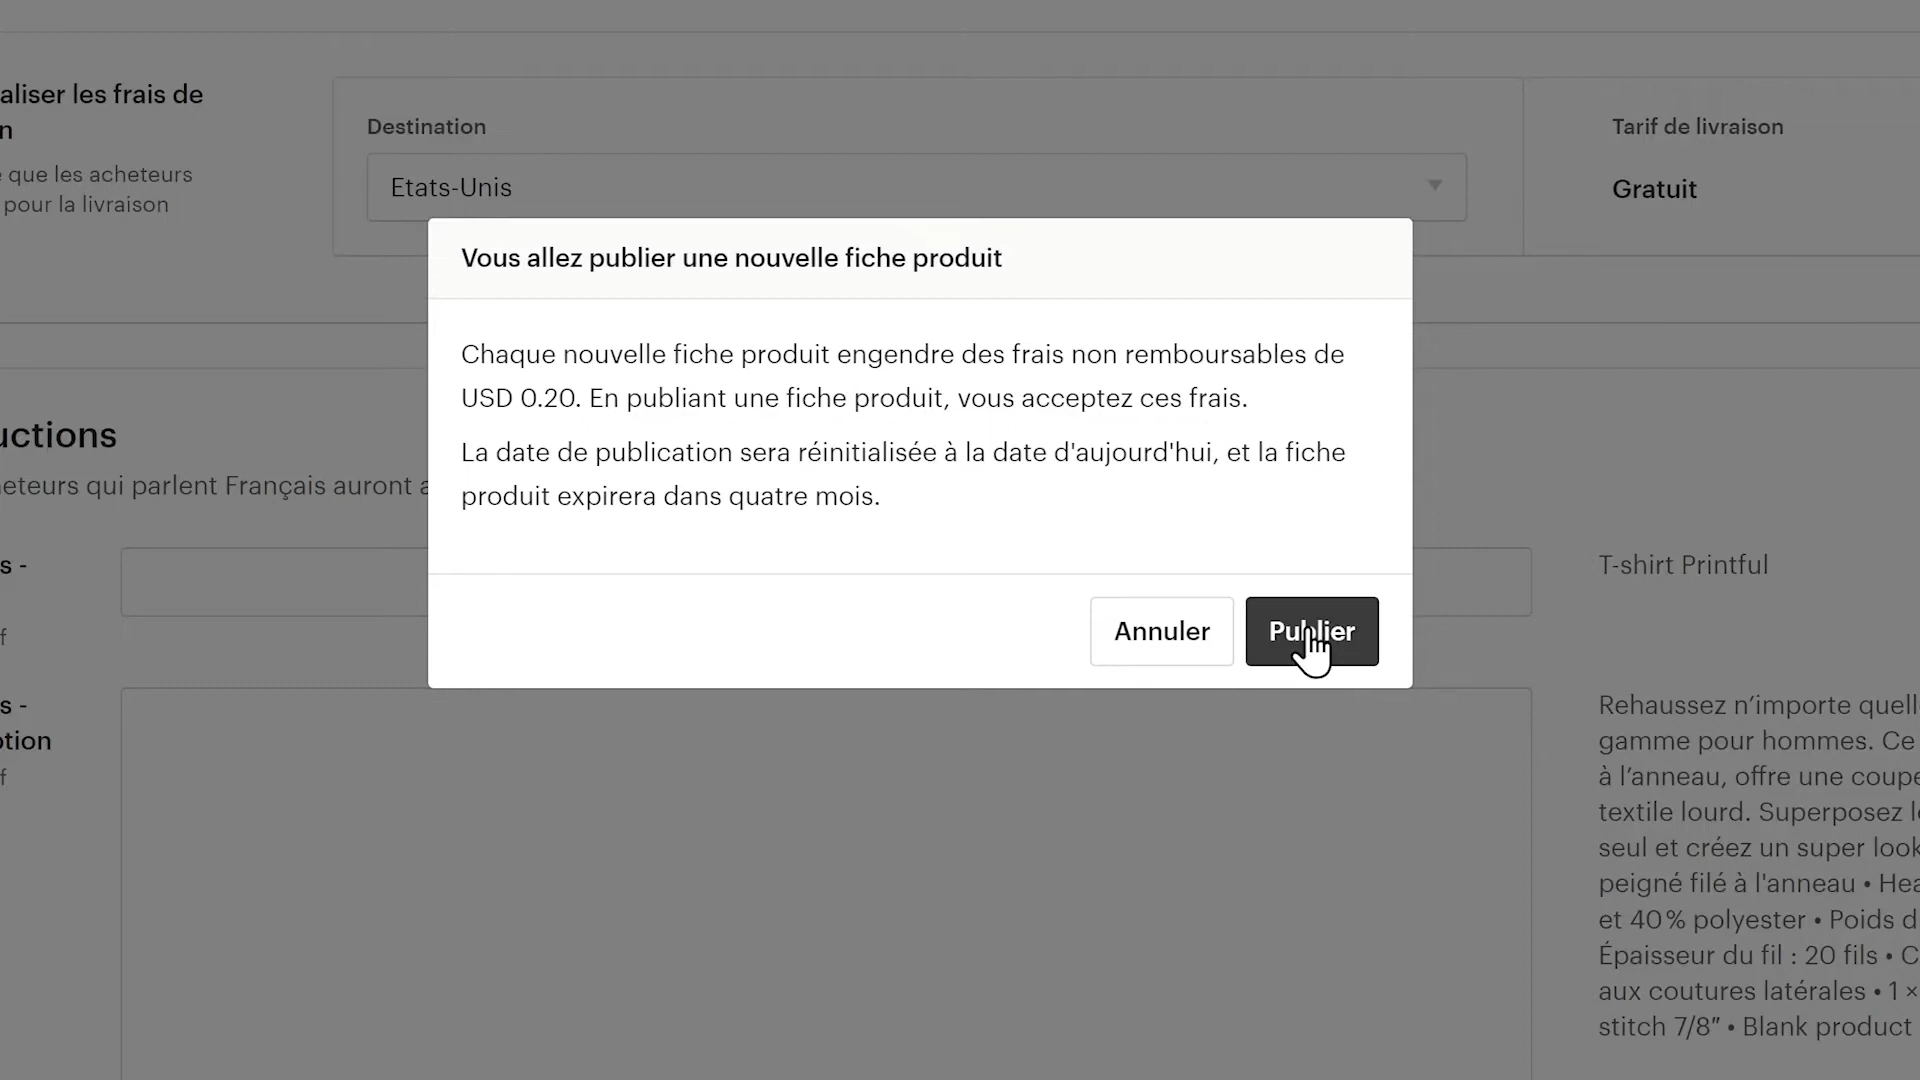 aliser les frais de
n
que les acheteurs
pour la livraison
Destination
Etats-Unis
Tarif de livraison
Gratuit
Vous allez publier une nouvelle fiche produit
Chaque nouvelle fiche produit engendre des frais non remboursables de
USD 0.20. En publiant une fiche produit, vous acceptez ces frais.
La date de publication sera réinitialisée à la date d'aujourd'hui, et la fiche
produit expirera dans quatre mois.
Annuler
Publier
uctions
eteurs qui parlent Français auront a
s -
f
T-shirt Printful
s -
ption
f
Rehaussez n’importe quell
gamme pour hommes. Ce
à l’anneau, offre une coupe
textile lourd. Superposez le
seul et créez un super look
peigné filé à l'anneau • Hea
et 40 % polyester • Poids d
Épaisseur du fil : 20 fils • C
aux coutures latérales • 1 ×
stitch 7/8″ • Blank product